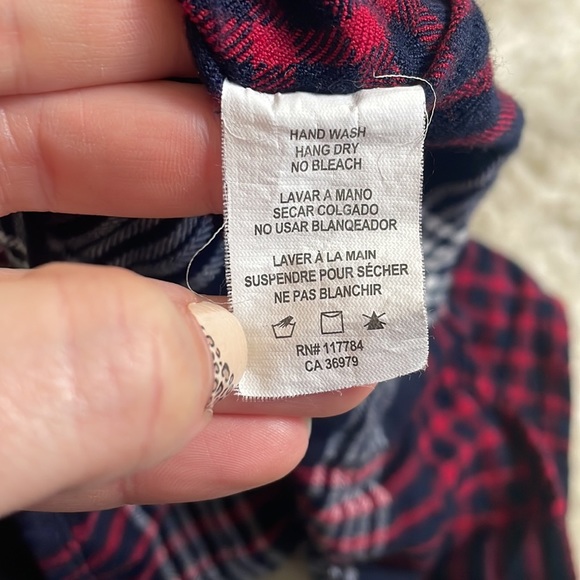 HAND WASH
HANG DRY
NO BLEACH
LAVAR A MANO
SECAR COLGADO
NO USAR BLANQEADOR
LAVER À LA MAIN
SUSPENDRE POUR SÉCHER
NE PAS BLANCHIR
RN# 117784
CA 36979